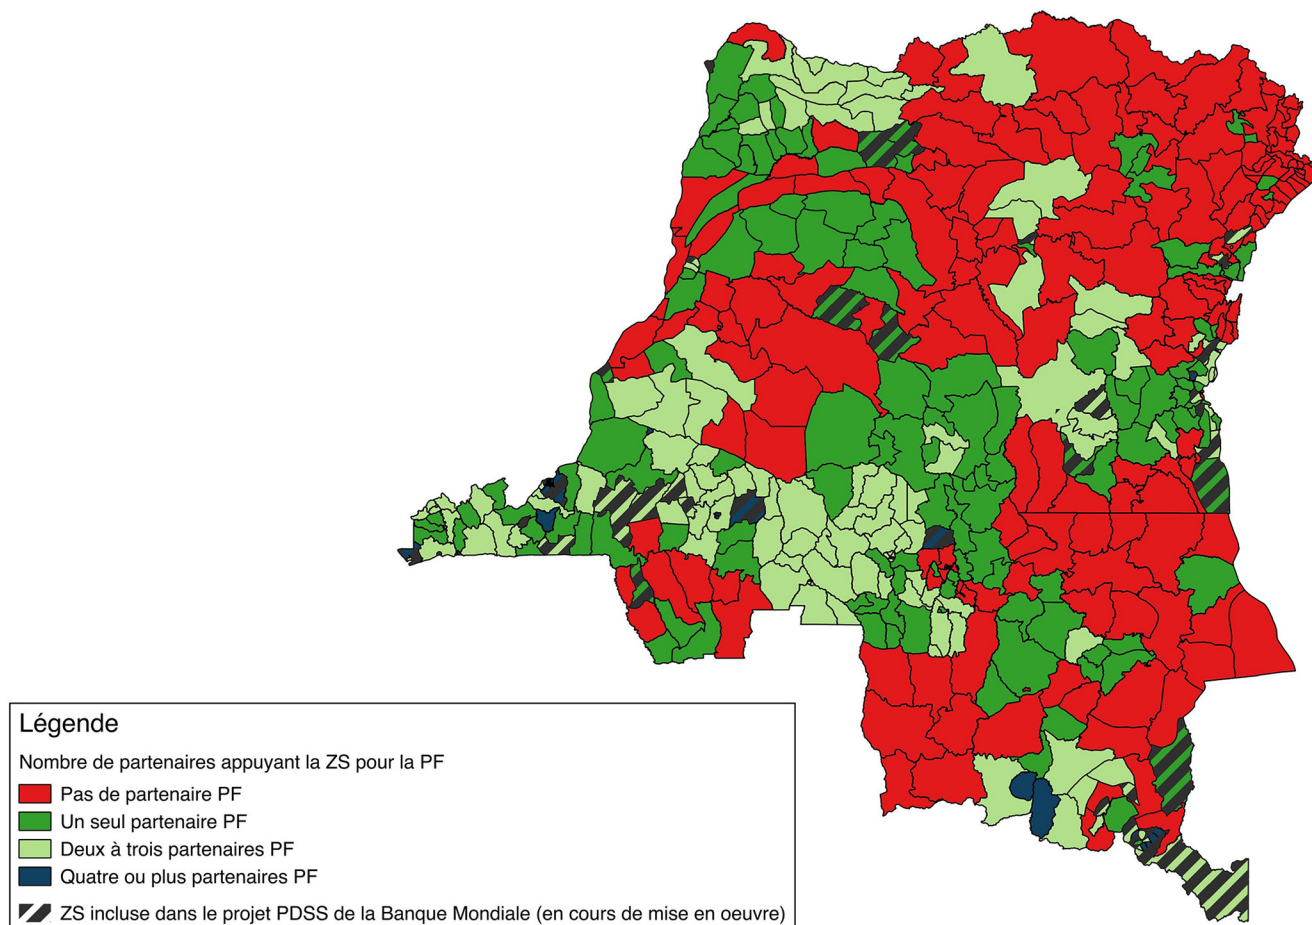 Légende
Nombre de partenaires appuyant la ZS pour la PF
Pas de partenaire PF
Un seul partenaire PF
Deux à trois partenaires PF
Quatre ou plus partenaires PF
ZS incluse dans le projet PDSS de la Banque Mondiale (en cours de mise en oeuvre)